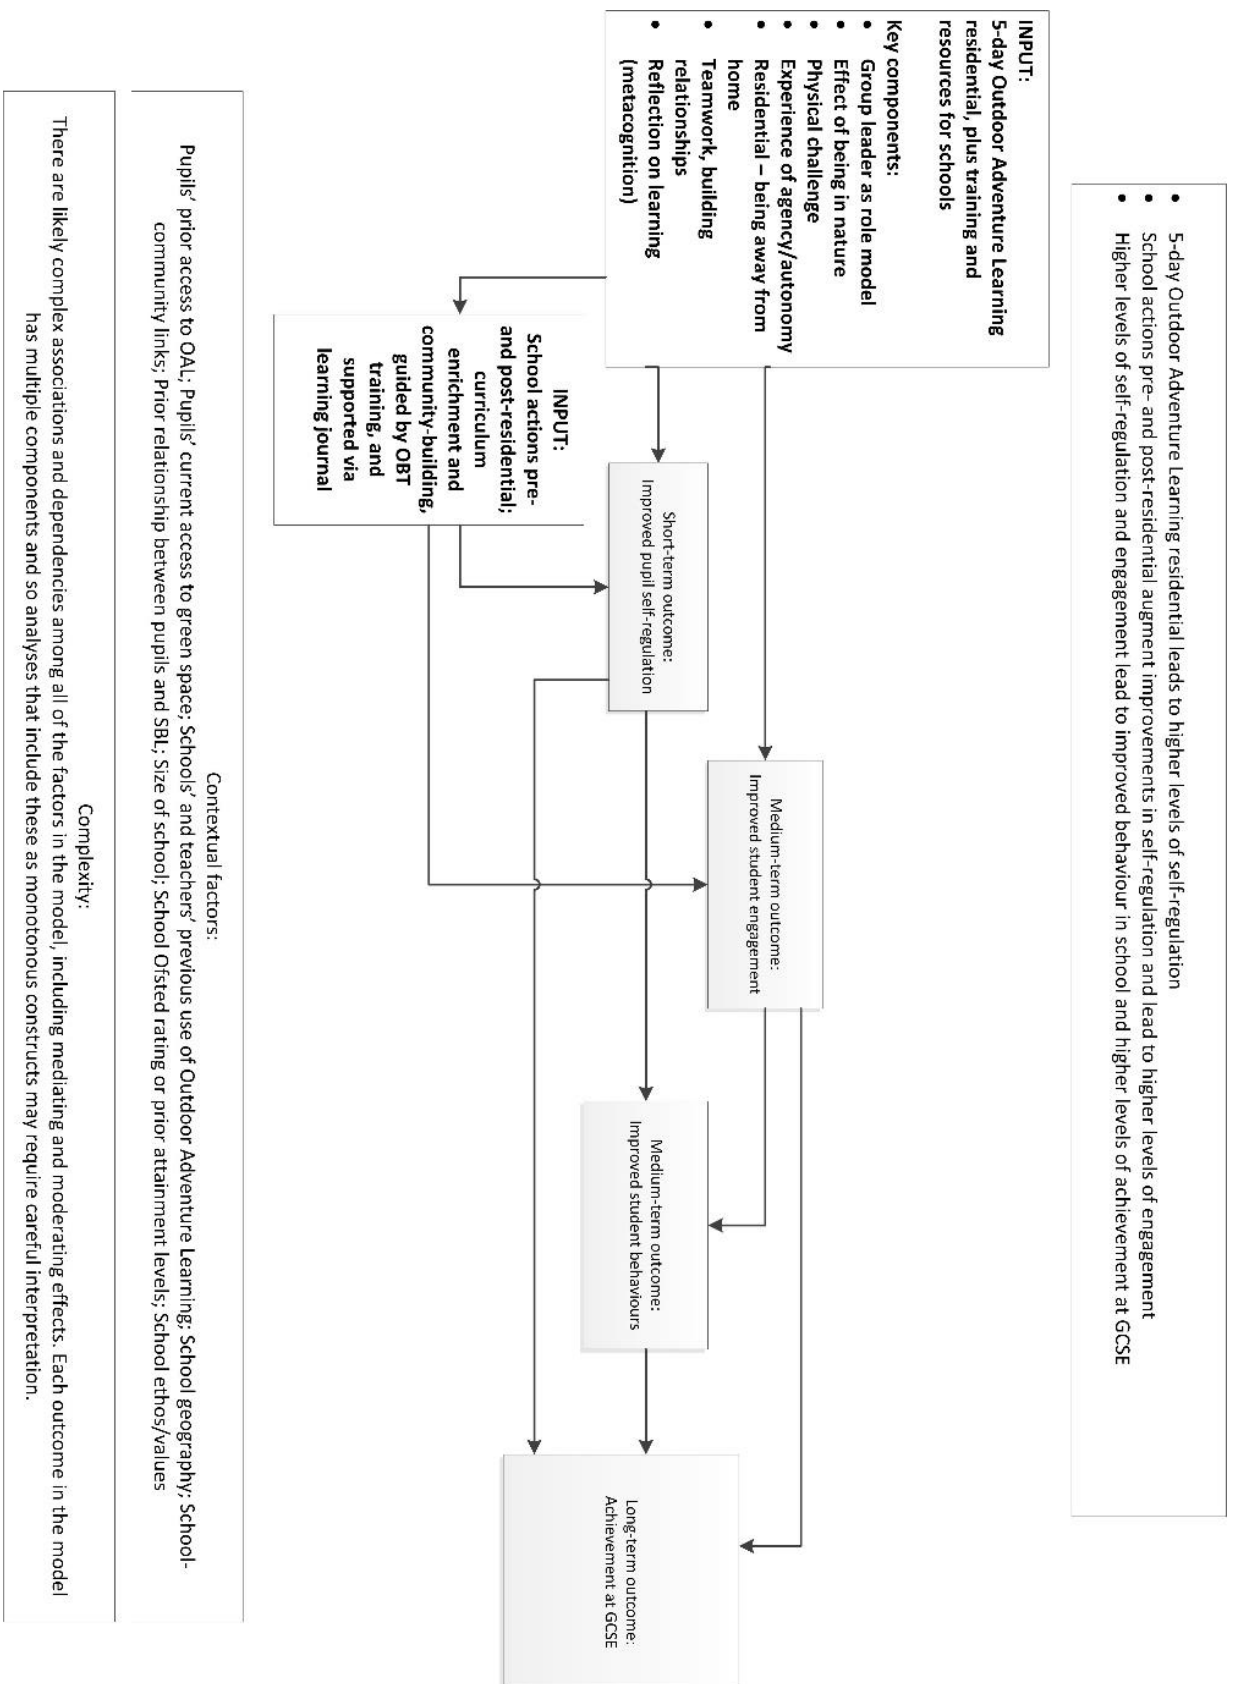 • 5-day Outdoor Adventure Learning residential leads to higher levels of self-regulation
• School actions pre- and post-residential augment improvements in self-regulation and lead to higher levels of engagement
• Higher levels of self-regulation and engagement lead to improved behaviour in school and higher levels of achievement at GCSE
INPUT:
5-day Outdoor Adventure Learning
residential, plus training and
resources for schools
Key components:
• Group leader as role model
• Effect of being in nature
• Physical challenge
• Experience of agency/autonomy
• Residential – being away from
home
• Teamwork, building
relationships
• Reflection on learning
(metacognition)
INPUT:
School actions pre-
and post-residential;
curriculum
enrichment and
community-building,
guided by OBT
training, and
supported via
learning journal
Short-term outcome:
Improved pupil self-regulation
Medium-term outcome:
Improved student engagement
Medium-term outcome:
Improved student behaviours
Long-term outcome:
Achievement at GCSE
Contextual factors:
Pupils' prior access to OAL; Pupils' current access to green space; Schools' and teachers' previous use of Outdoor Adventure Learning; School geography; School-
community links; Prior relationship between pupils and SBL; Size of school; School Ofsted rating or prior attainment levels; School ethos/values
Complexity:
There are likely complex associations and dependencies among all of the factors in the model, including mediating and moderating effects. Each outcome in the model
has multiple components and so analyses that include these as monotonous constructs may require careful interpretation.